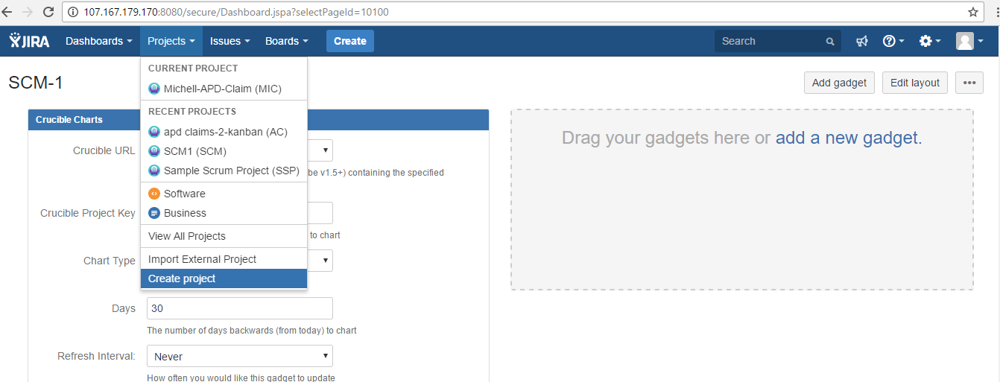 107.167.179.170:8080/secure/Dashboard.jspa?selectPageId=10100
JIRA Dashboards Projects Issues Boards Create Search
SCM-1
Add gadget Edit layout
CURRENT PROJECT
Michell-APD-Claim (MIC)
RECENT PROJECTS
apd claims-2-kanban (AC)
SCM1 (SCM)
Sample Scrum Project (SSP)
Software
Business
View All Projects
Import External Project
Create project
Crucible Charts
Crucible URL
be v1.5+) containing the specified
Crucible Project Key
to chart
Chart Type
Days 30
The number of days backwards (from today) to chart
Refresh Interval: Never
How often you would like this gadget to update
Drag your gadgets here or add a new gadget.